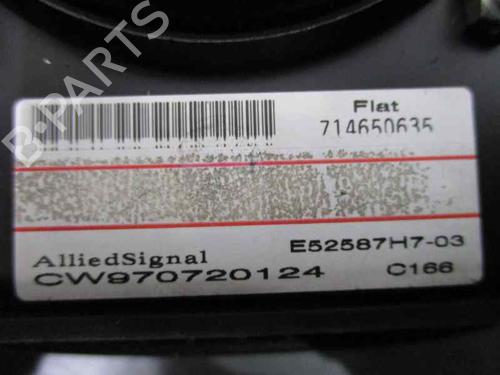 B-PARTS
Fiat
714650635
AlliedSignal
E52587H7-03
CW970720124
C166